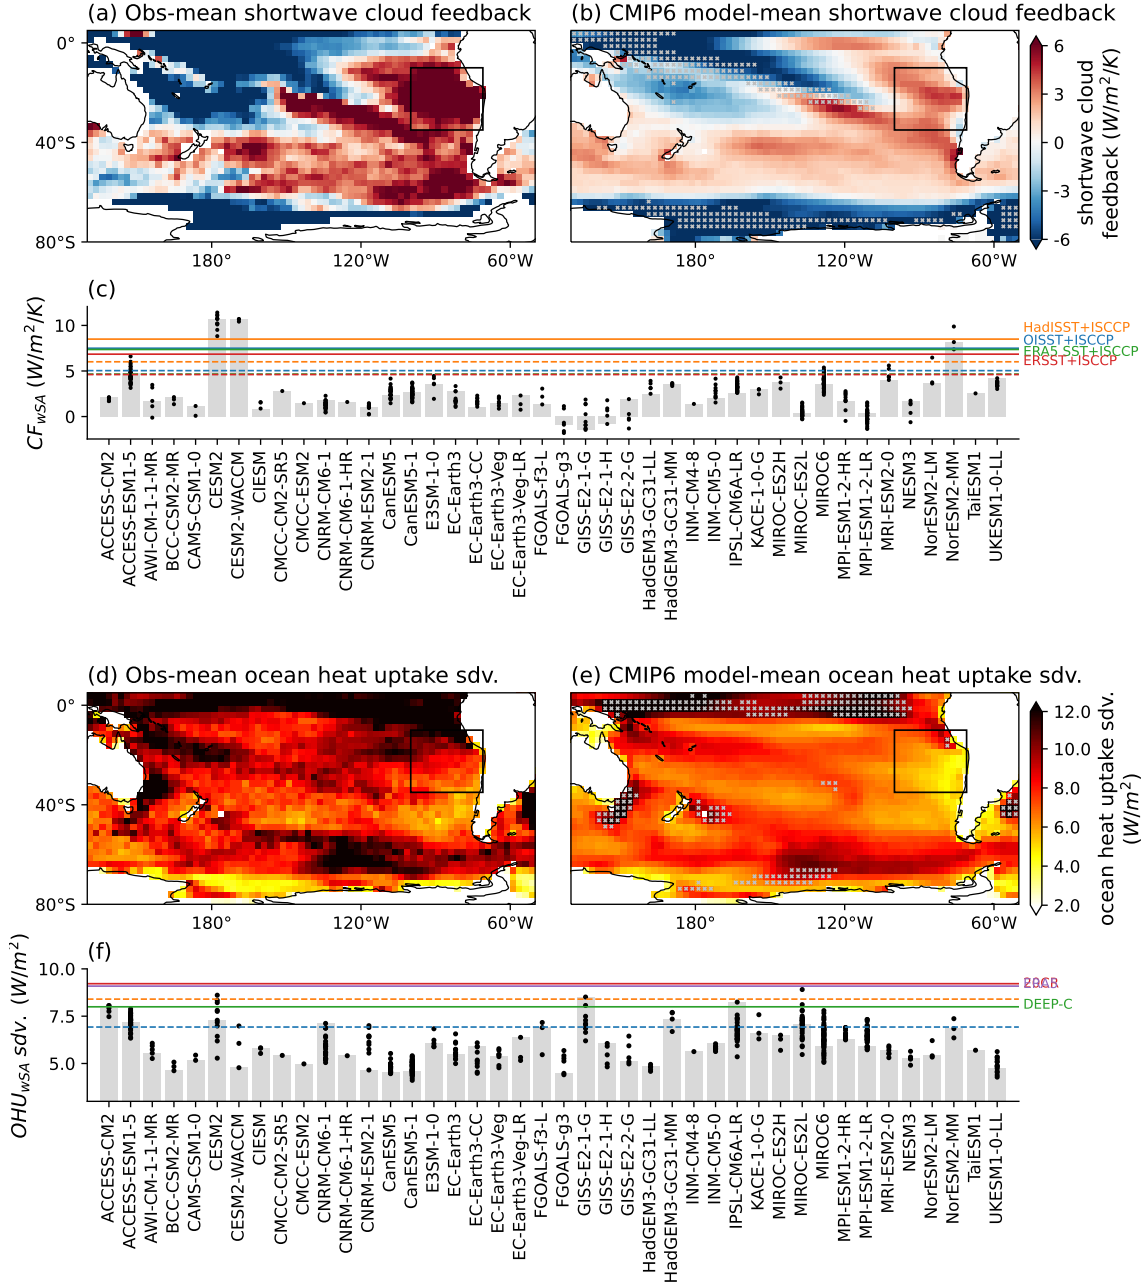 (a) Obs-mean shortwave cloud feedback
(b) CMIP6 model-mean shortwave cloud feedback
0°
40°S
80°S
180°
120°W
60°W
180°
120°W
60°W
6
3
0
-3
-6
shortwave cloud
feedback (W/m²/K)
(c)
CF_WSA (W/m²/K)
10
5
0
HadISST+ISCCP
OISST+ISCCP
ERA5 SST+ISCCP
ERSST+ISCCP
ACCESS-CM2
ACCESS-ESM1-5
AWI-CM-1-1-MR
BCC-CSM2-MR
CAMS-CSM1-0
CESM2
CESM2-WACCM
CIESM
CMCC-CM2-SR5
CMCC-ESM2
CNRM-CM6-1
CNRM-CM6-1-HR
CNRM-ESM2-1
CanESM5
CanESM5-1
E3SM-1-0
EC-Earth3
EC-Earth3-CC
EC-Earth3-Veg
EC-Earth3-Veg-LR
FGOALS-f3-L
FGOALS-g3
GISS-E2-1-G
GISS-E2-1-H
GISS-E2-2-G
HadGEM3-GC31-LL
HadGEM3-GC31-MM
INM-CM4-8
INM-CM5-0
IPSL-CM6A-LR
KACE-1-0-G
MIROC-ES2H
MIROC-ES2L
MIROC6
MPI-ESM1-2-HR
MPI-ESM1-2-LR
MRI-ESM2-0
NESM3
NorESM2-LM
NorESM2-MM
TaiESM1
UKESM1-0-LL
(d) Obs-mean ocean heat uptake sdv.
(e) CMIP6 model-mean ocean heat uptake sdv.
0°
40°S
80°S
180°
120°W
60°W
180°
120°W
60°W
12.0
10.0
8.0
6.0
4.0
2.0
ocean heat uptake sdv.
(W/m²)
(f)
OHU_WSA sdv. (W/m²)
10.0
7.5
5.0
DEEP-C
ACCESS-CM2
ACCESS-ESM1-5
AWI-CM-1-1-MR
BCC-CSM2-MR
CAMS-CSM1-0
CESM2
CESM2-WACCM
CIESM
CMCC-CM2-SR5
CMCC-ESM2
CNRM-CM6-1
CNRM-CM6-1-HR
CNRM-ESM2-1
CanESM5
CanESM5-1
E3SM-1-0
EC-Earth3
EC-Earth3-CC
EC-Earth3-Veg
EC-Earth3-Veg-LR
FGOALS-f3-L
FGOALS-g3
GISS-E2-1-G
GISS-E2-1-H
GISS-E2-2-G
HadGEM3-GC31-LL
HadGEM3-GC31-MM
INM-CM4-8
INM-CM5-0
IPSL-CM6A-LR
KACE-1-0-G
MIROC-ES2H
MIROC-ES2L
MIROC6
MPI-ESM1-2-HR
MPI-ESM1-2-LR
MRI-ESM2-0
NESM3
NorESM2-LM
NorESM2-MM
TaiESM1
UKESM1-0-LL